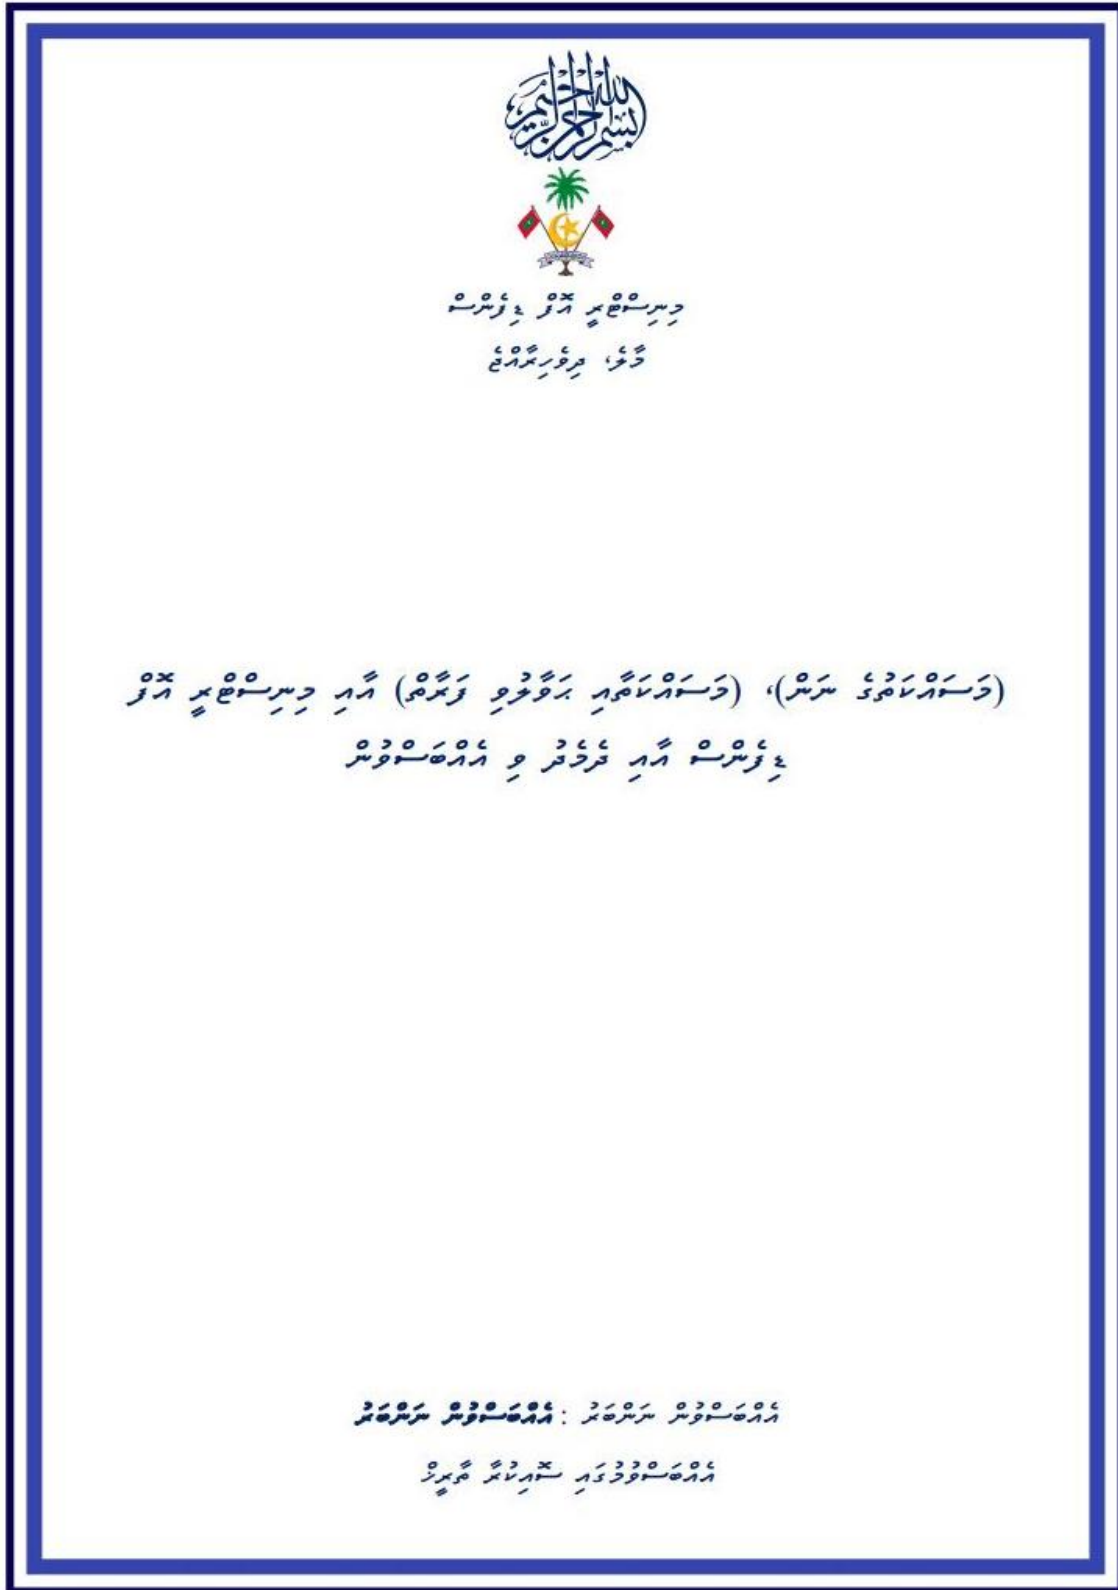 بسم الله الرحمن الرحيم
މިނިސްޓްރީ އޮފް ޑިފެންސް
މާލެ، ދިވެހިރާއްޖެ
(މަސައްކަތުގެ ނަން)، (މަސައްކަތާއި ޙަވާލުވި ފަރާތް) އާއި މިނިސްޓްރީ އޮފް
ޑިފެންސް އާއި ދެމެދު ވި އެއްބަސްވުން
އެއްބަސްވުން ނަންބަރު : އެއްބަސްވުން ނަންބަރު
އެއްބަސްވުމުގައި ސޮއިކުރާ ތާރީޚް